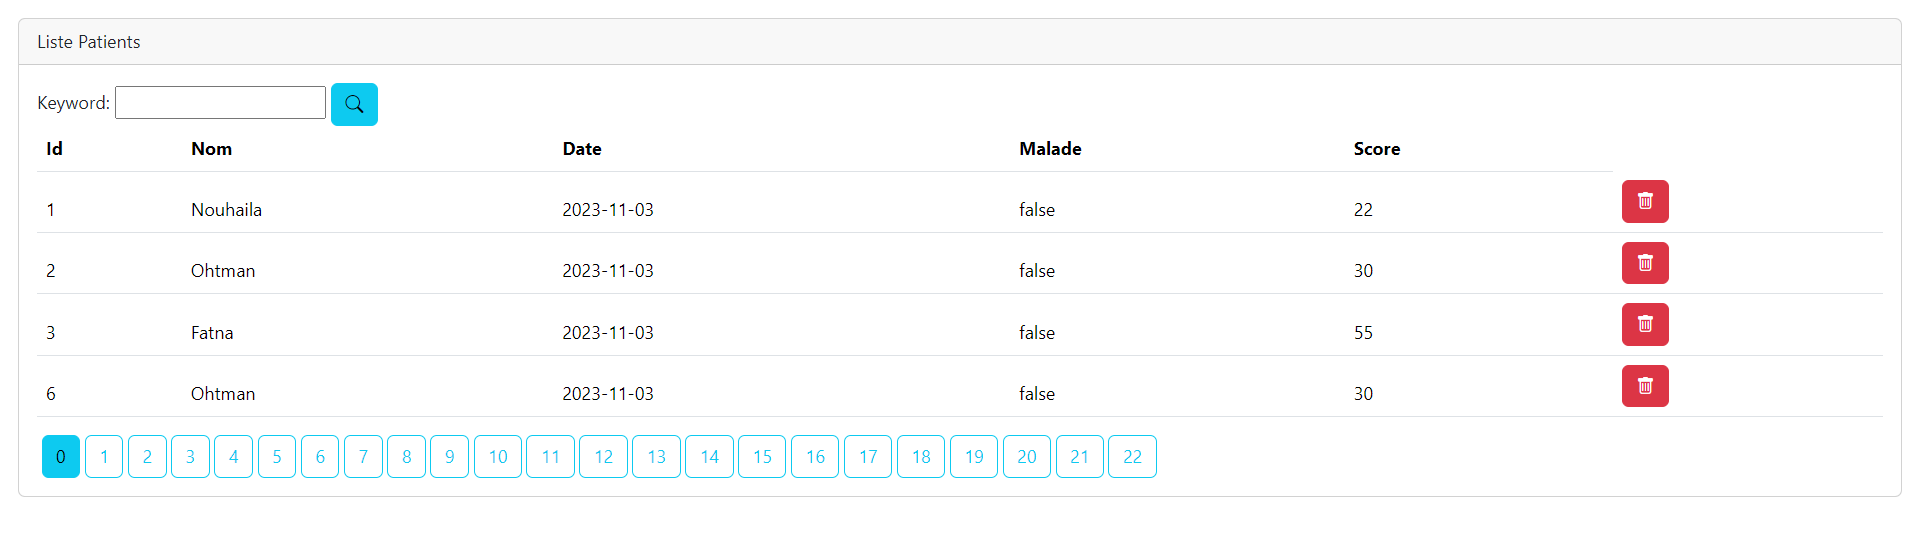 Liste Patients
Keyword:
Id Nom Date Malade Score
1 Nouhaila 2023-11-03 false 22
2 Ohtman 2023-11-03 false 30
3 Fatna 2023-11-03 false 55
6 Ohtman 2023-11-03 false 30
0 1 2 3 4 5 6 7 8 9 10 11 12 13 14 15 16 17 18 19 20 21 22